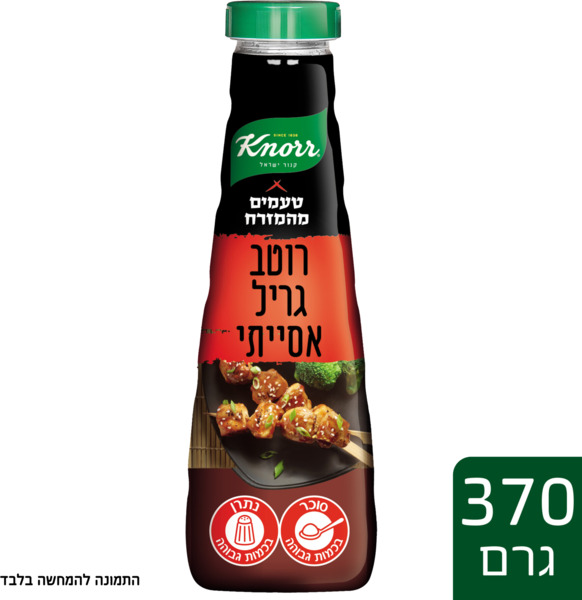 SINCE 1838
Knorr
קנור ישראל
טעמים
מהמזרח
רוטב
גריל
אסייתי
נתרן
בכמות גבוהה
סוכר
בכמות גבוהה
370
גרם
התמונה להמחשה בלבד